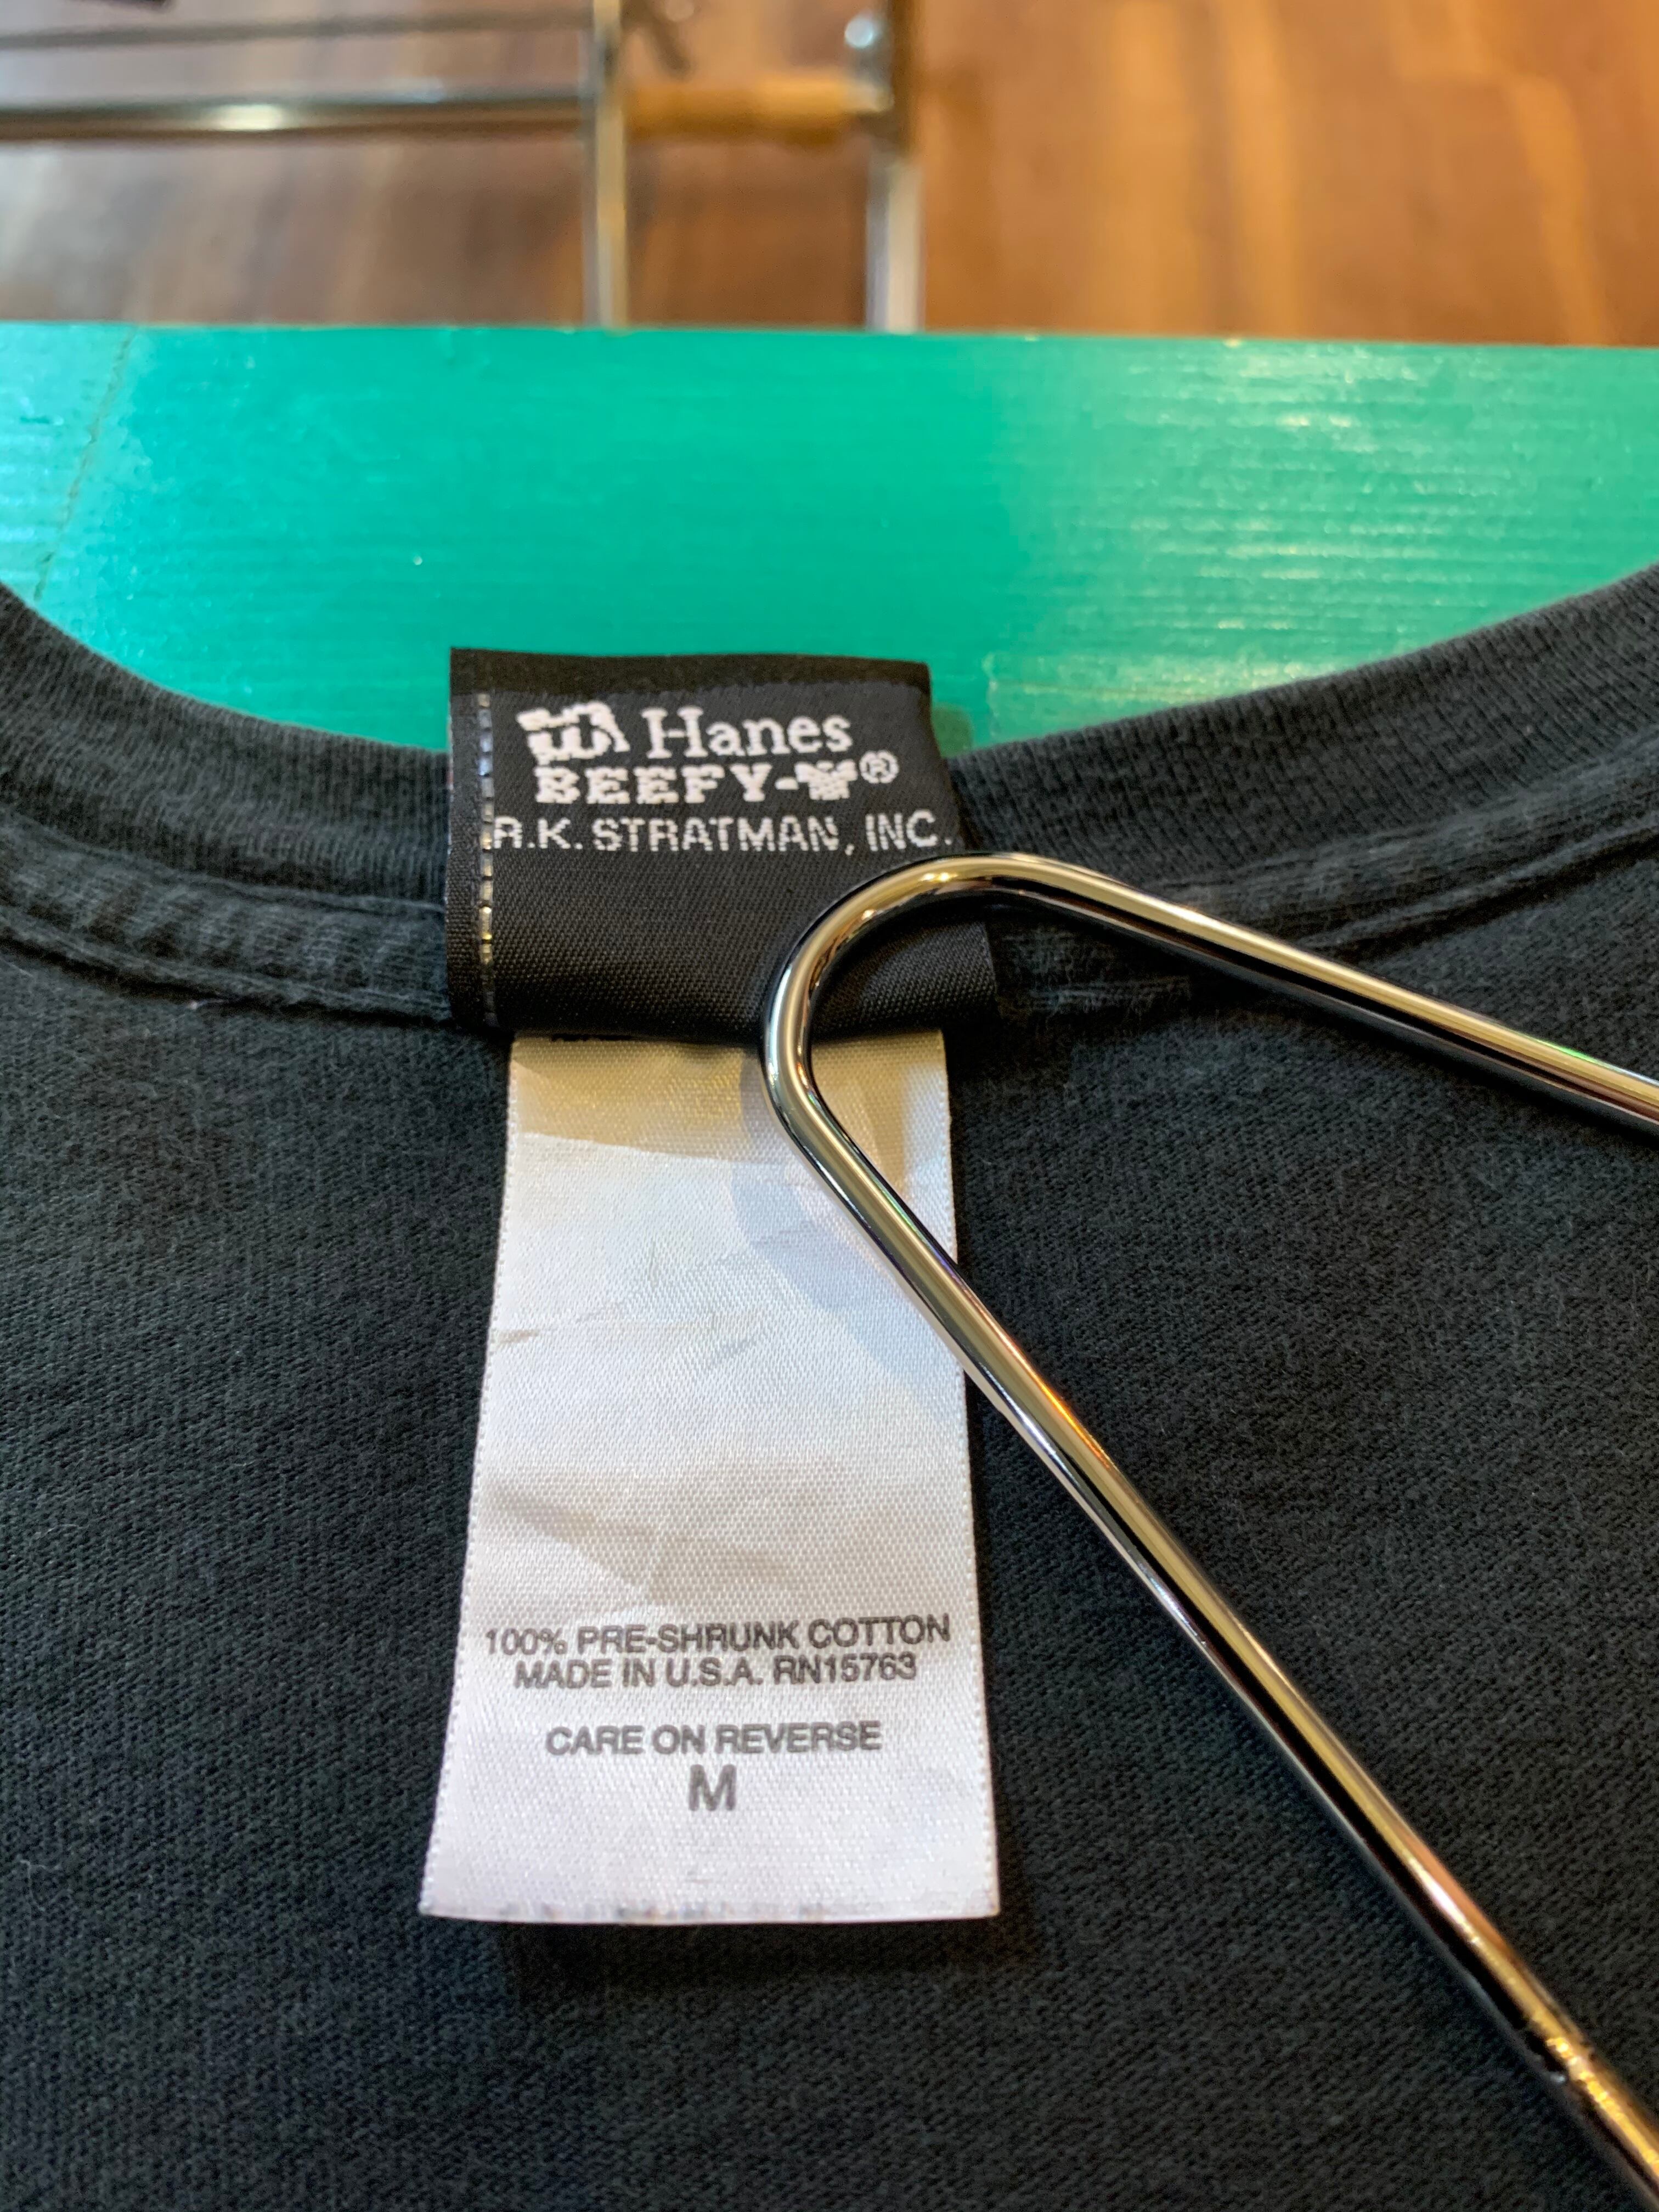 Hanes
BEEFY-T®
R.K. STRATMAN, INC.
100% PRE-SHRUNK COTTON
MADE IN U.S.A. RN15763
CARE ON REVERSE
M